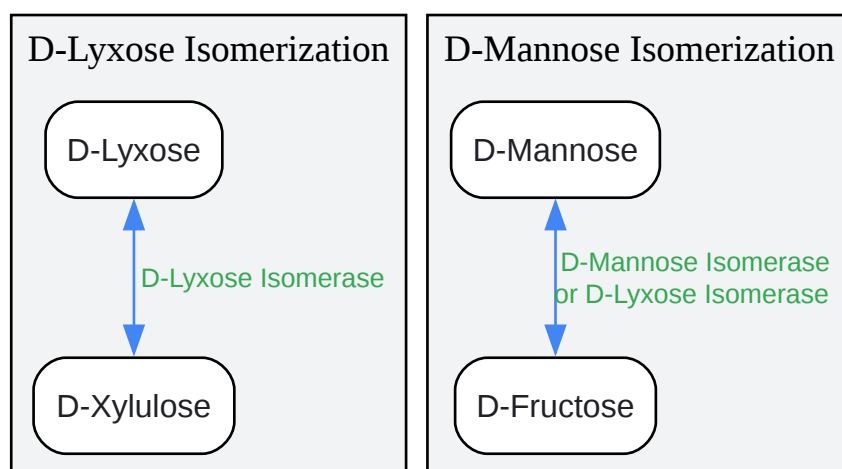 D-Lyxose Isomerization
D-Lyxose
D-Lyxose Isomerase
D-Xylulose
D-Mannose Isomerization
D-Mannose
D-Mannose Isomerase
or D-Lyxose Isomerase
D-Fructose